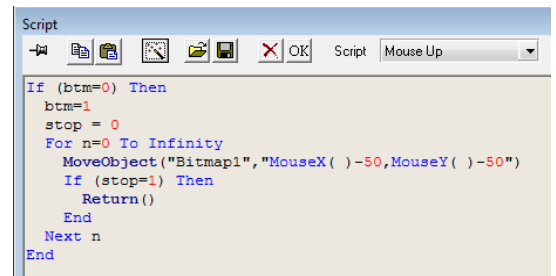 Script
OK Script Mouse Up
If (btm=0) Then
btm=1
stop = 0
For n=0 To Infinity
MoveObject("Bitmap1","MouseX( )-50,MouseY( )-50")
If (stop=1) Then
Return()
End
Next n
End